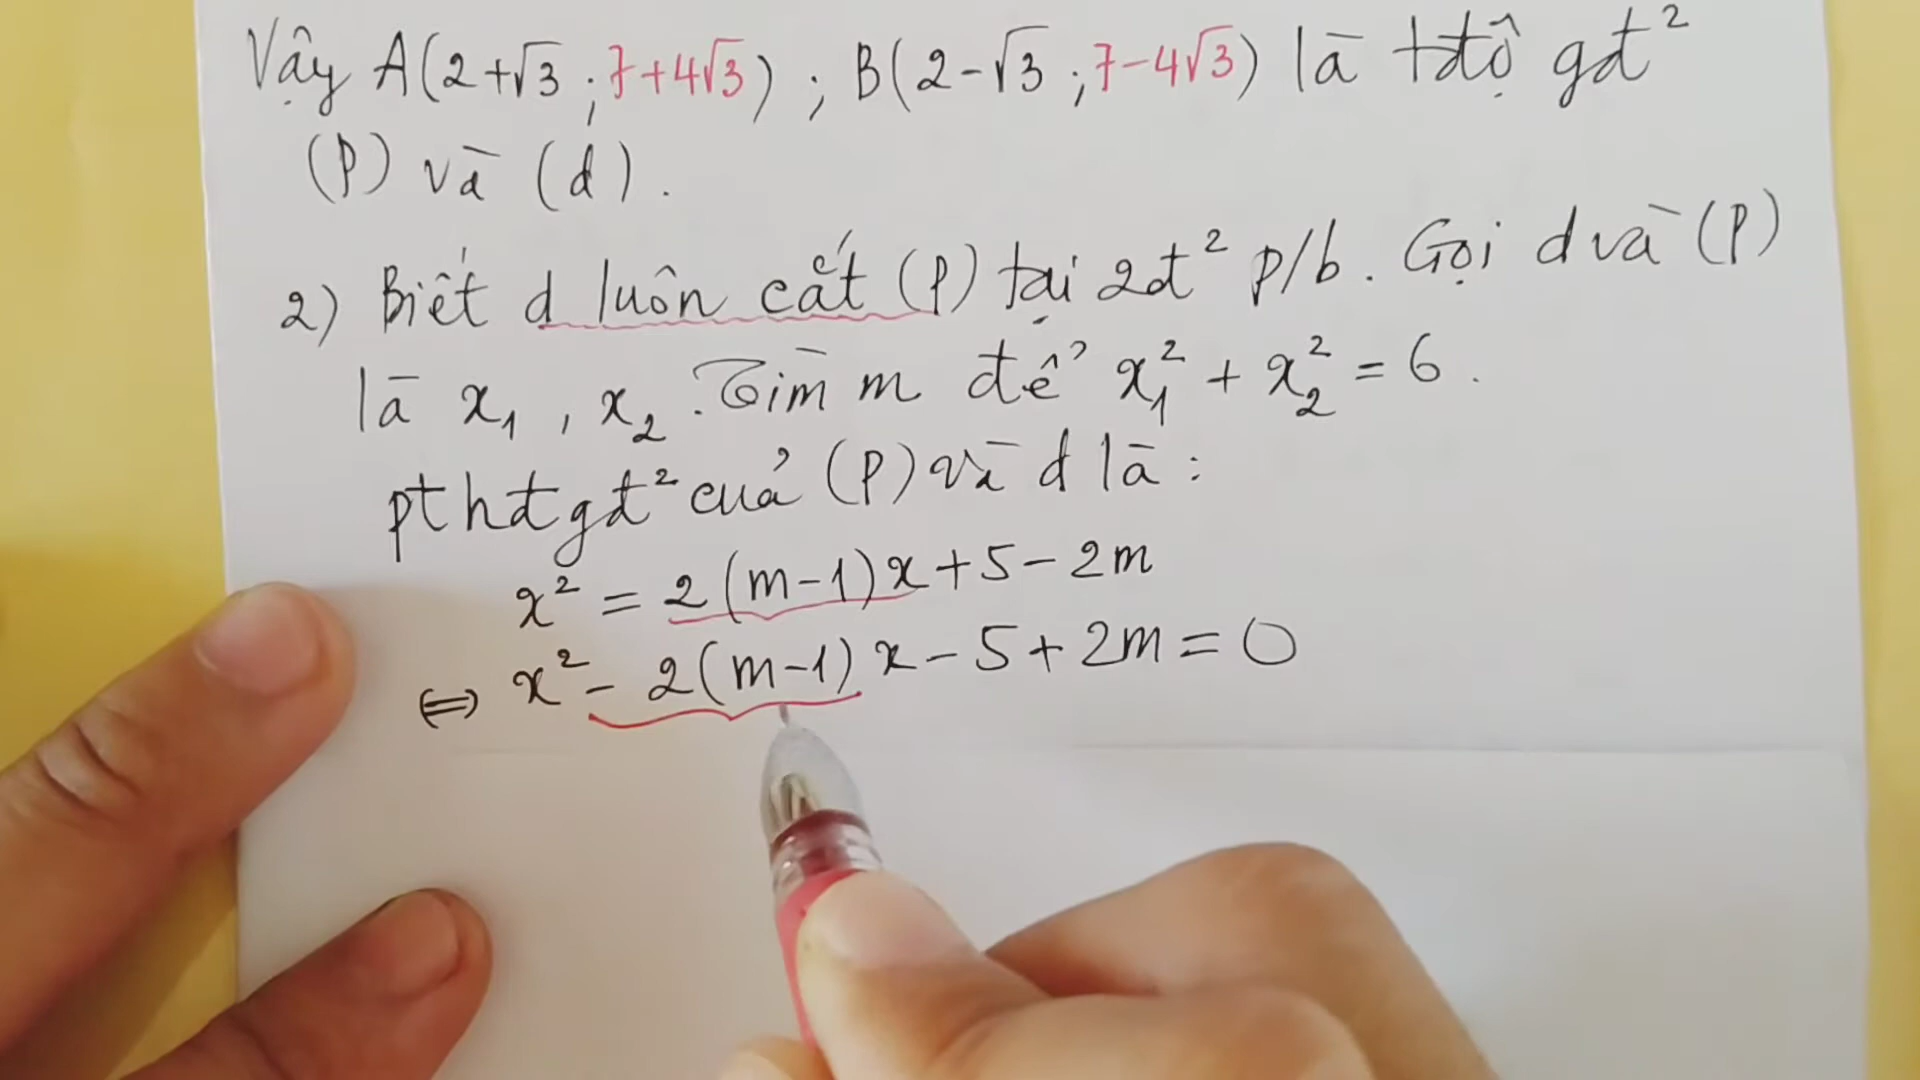 Vậy A(2+√3 ; 7+4√3) ; B(2-√3 ; 7-4√3) là tđộ gđ²
(P) và (d).
2) Biết d luôn cắt (P) tại 2đ² p/b. Gọi d và (P)
là x₁ , x₂. Tìm m để x₁² + x₂² = 6.
pt hđ gđ² của (P) và d là :
x² = 2(m-1)x+5-2m
⇔ x² - 2(m-1)x - 5 + 2m = 0